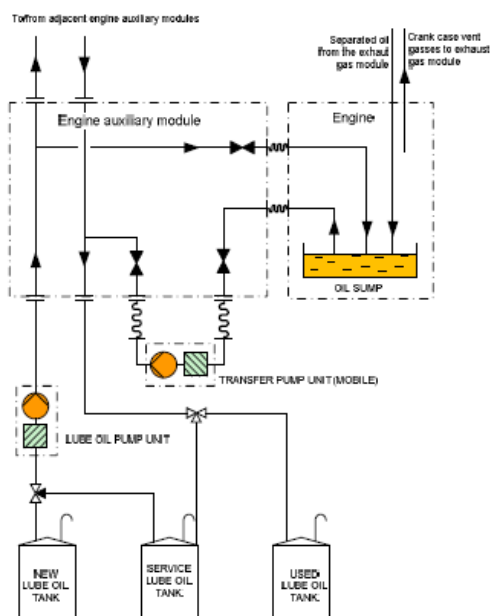 To/from adjacent engine auxiliary modules
Separated oil
from the exhaut
gas module
Crank case vent
gasses to exhaust
gas module
Engine auxiliary module
Engine
OIL SUMP
TRANSFER PUMP UNIT(MOBILE)
LUBE OIL PUMP UNIT
NEW
LUBE OIL
TANK
SERVICE
LUBE OIL
TANK
USED
LUBE OIL
TANK